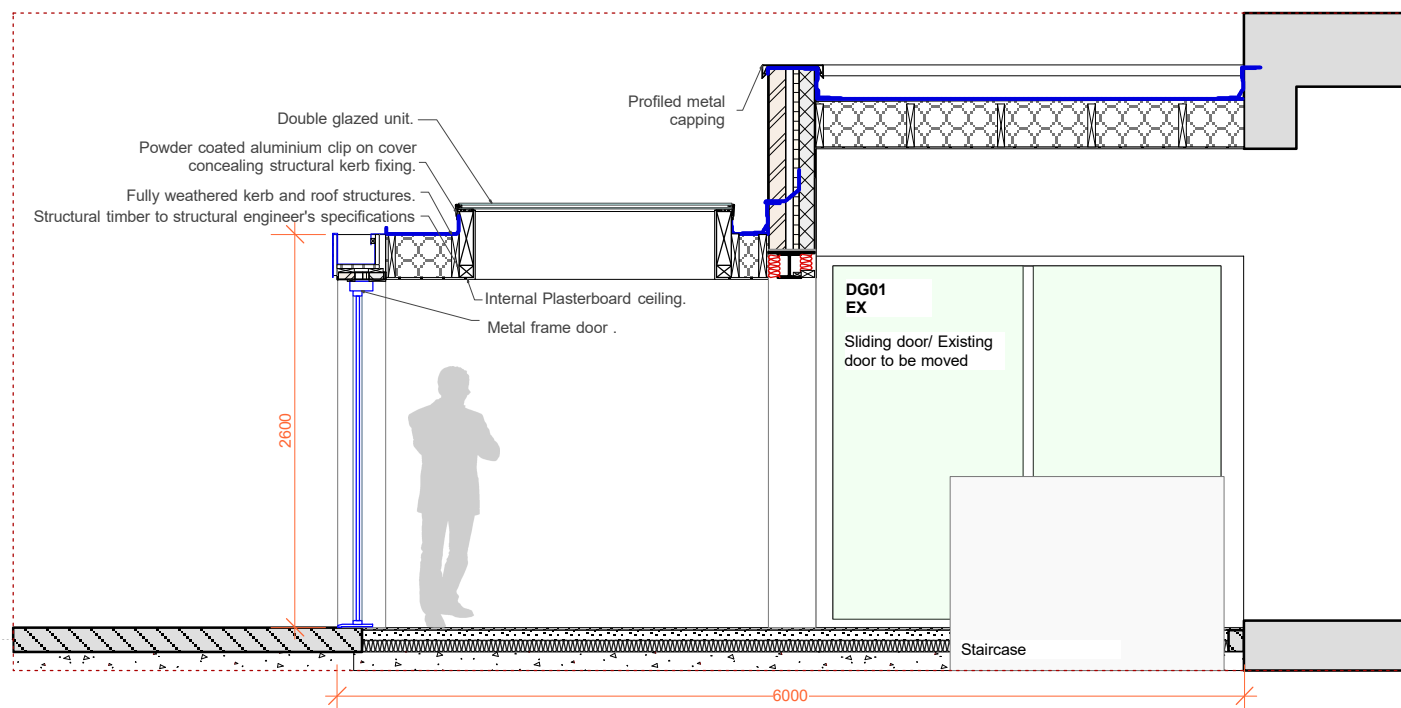 Profiled metal
capping
Double glazed unit.
Powder coated aluminium clip on cover
concealing structural kerb fixing.
Fully weathered kerb and roof structures.
Structural timber to structural engineer's specifications
Internal Plasterboard ceiling.
Metal frame door .
DG01
EX
Sliding door/ Existing
door to be moved
2600
Staircase
6000